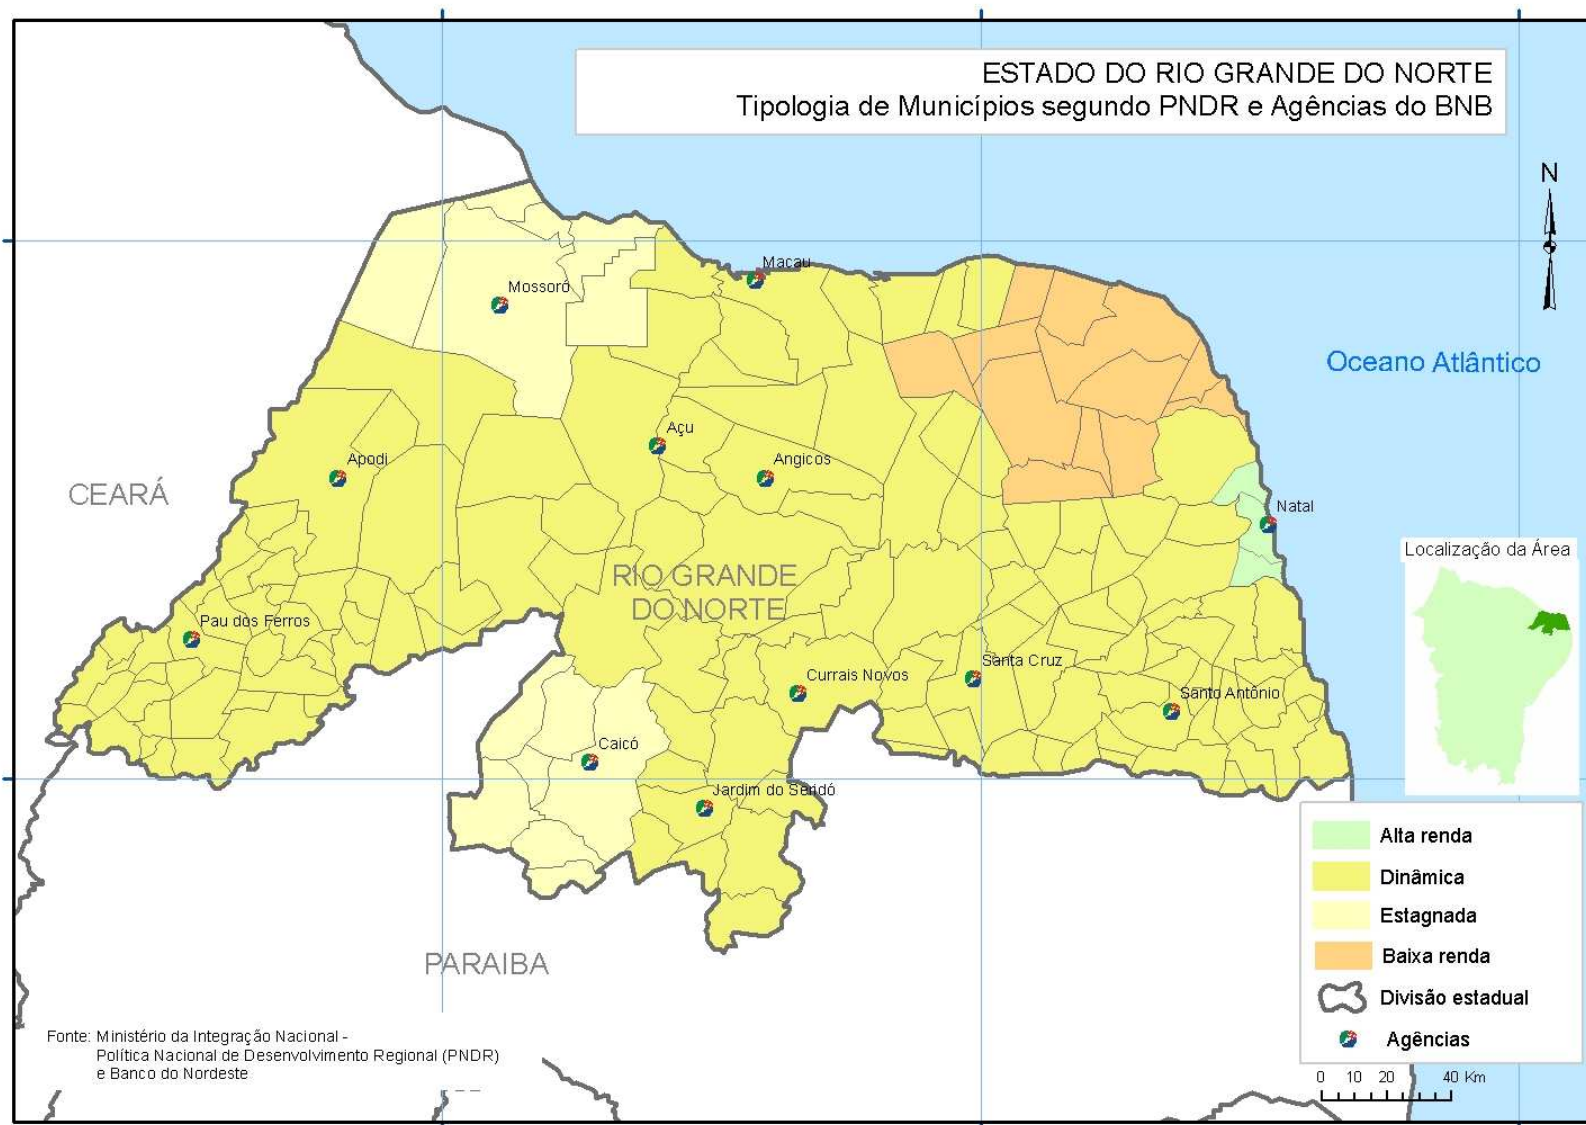 ESTADO DO RIO GRANDE DO NORTE
Tipologia de Municípios segundo PNDR e Agências do BNB
N
Macau
Mossoró
Oceano Atlântico
Açu
Apodi
Angicos
CEARÁ
Natal
Localização da Área
RIO GRANDE
DO NORTE
Pau dos Ferros
Santa Cruz
Currais Novos
Santo Antônio
Caicó
Jardim do Seridó
Alta renda
Dinâmica
Estagnada
Baixa renda
Divisão estadual
Agências
PARAIBA
Fonte: Ministério da Integração Nacional -
Política Nacional de Desenvolvimento Regional (PNDR)
e Banco do Nordeste
0 10 20 40 Km